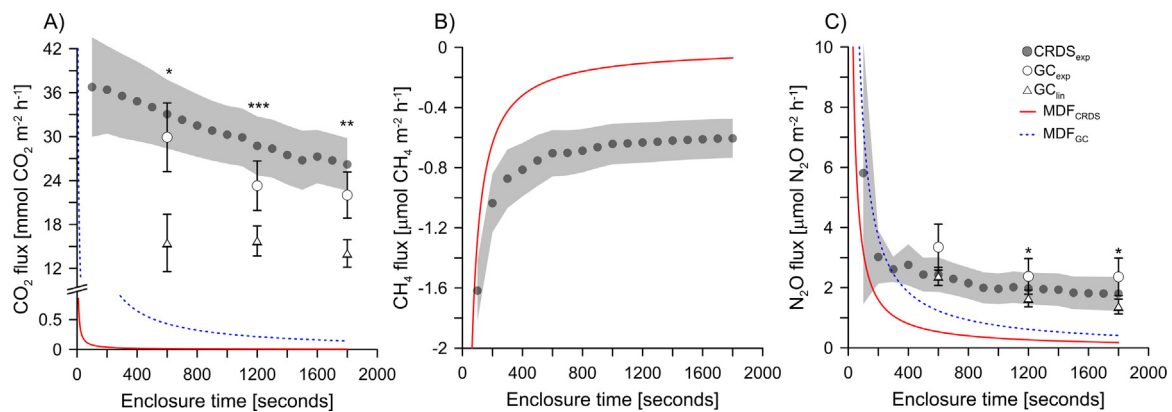 A)
CO2 flux [mmol CO2 m-2 h-1]
42
36
30
24
18
12
0.5
0
*
***
**
0 400 800 1200 1600 2000
Enclosure time [seconds]
B)
CH4 flux [µmol CH4 m-2 h-1]
0
-0.4
-0.8
-1.2
-1.6
-2
0 400 800 1200 1600 2000
Enclosure time [seconds]
C)
N2O flux [µmol N2O m-2 h-1]
10
8
6
4
2
0
CRDSexp
GCexp
GClin
MDFCRDS
MDFGC
*
*
0 400 800 1200 1600 2000
Enclosure time [seconds]